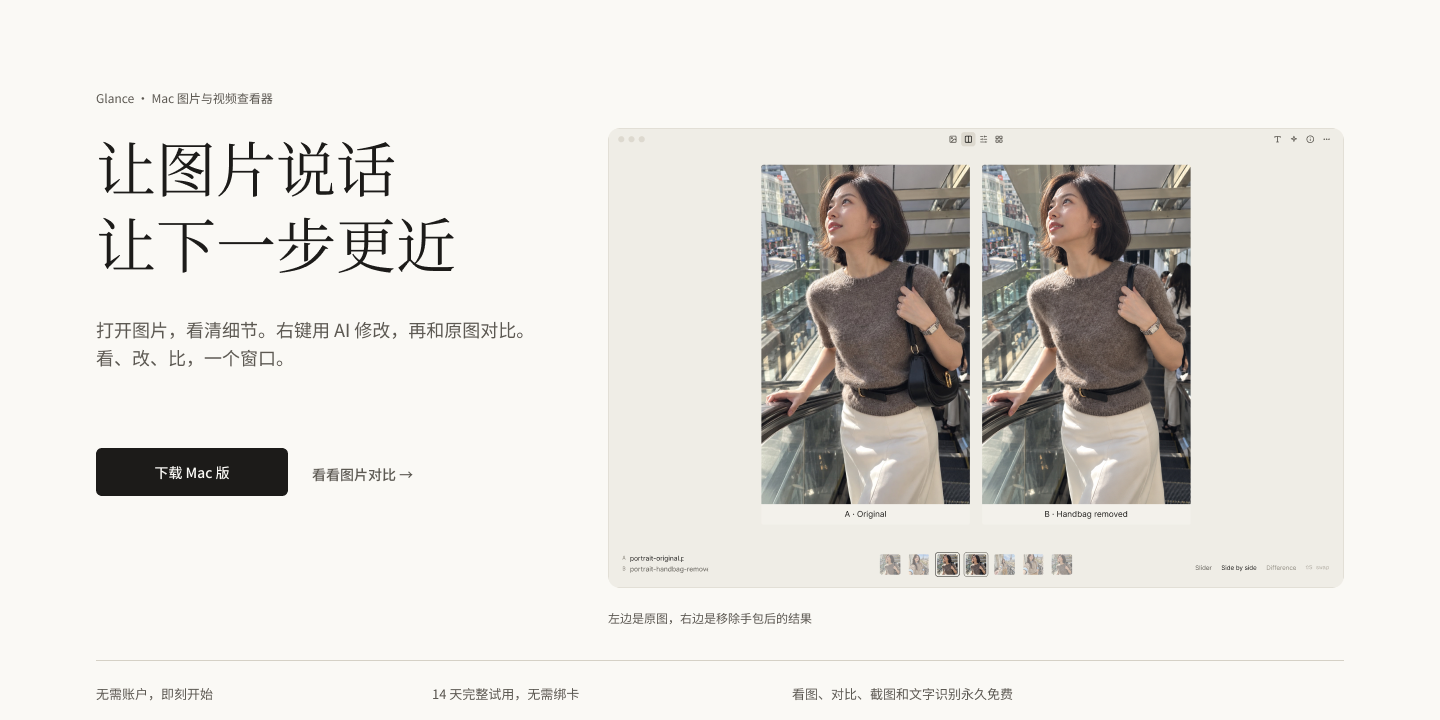 Glance · Mac 图片与视频查看器
让图片说话
让下一步更近
打开图片，看清细节。右键用 AI 修改，再和原图对比。
看、改、比，一个窗口。
下载 Mac 版
看看图片对比 →
A · Original
B · Handbag removed
A portrait-original.p
B portrait-handbag-remov
Slider
Side by side
Difference
swap
左边是原图，右边是移除手包后的结果
无需账户，即刻开始
14 天完整试用，无需绑卡
看图、对比、截图和文字识别永久免费